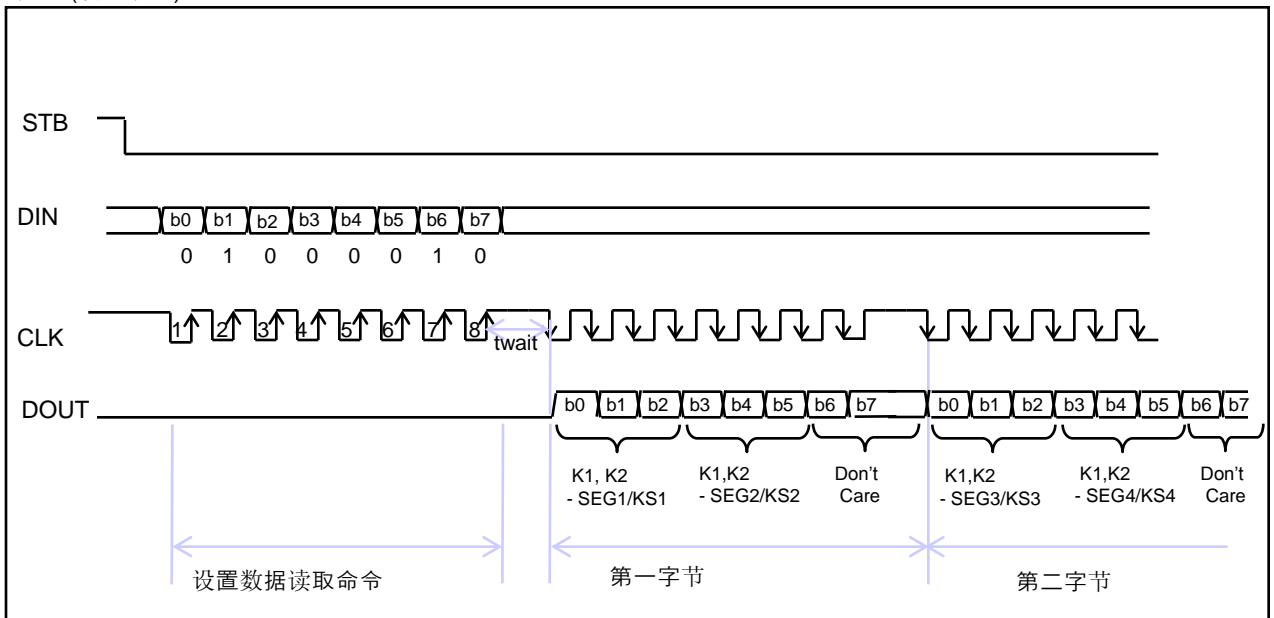 STB
DIN
b0 b1 b2 b3 b4 b5 b6 b7
0 1 0 0 0 0 1 0
CLK
1 2 3 4 5 6 7 8
twait
DOUT
b0 b1 b2 b3 b4 b5 b6 b7 b0 b1 b2 b3 b4 b5 b6 b7
K1, K2
- SEG1/KS1
K1,K2
- SEG2/KS2
Don't
Care
K1,K2
- SEG3/KS3
K1,K2
- SEG4/KS4
Don't
Care
设置数据读取命令
第一字节
第二字节